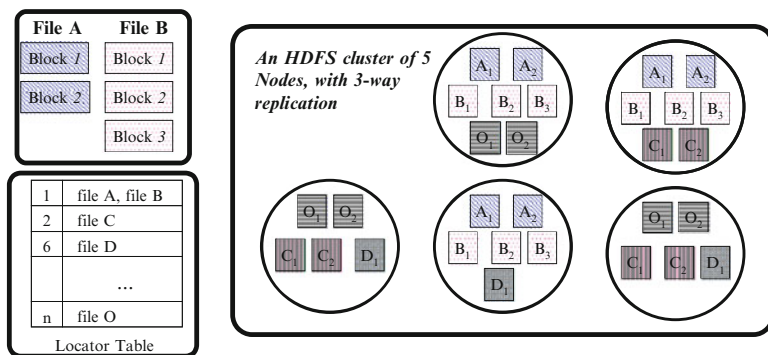 File A File B
Block 1 Block 1
Block 2 Block 2
Block 3
1 file A, file B
2 file C
6 file D
...
n file O
Locator Table
An HDFS cluster of 5
Nodes, with 3-way
replication
A1 A2
B1 B2 B3
O1 O2
A1 A2
B1 B2 B3
C1 C2
O1 O2
C1 C2 D1
A1 A2
B1 B2 B3
D1
O1 O2
C1 C2 D1